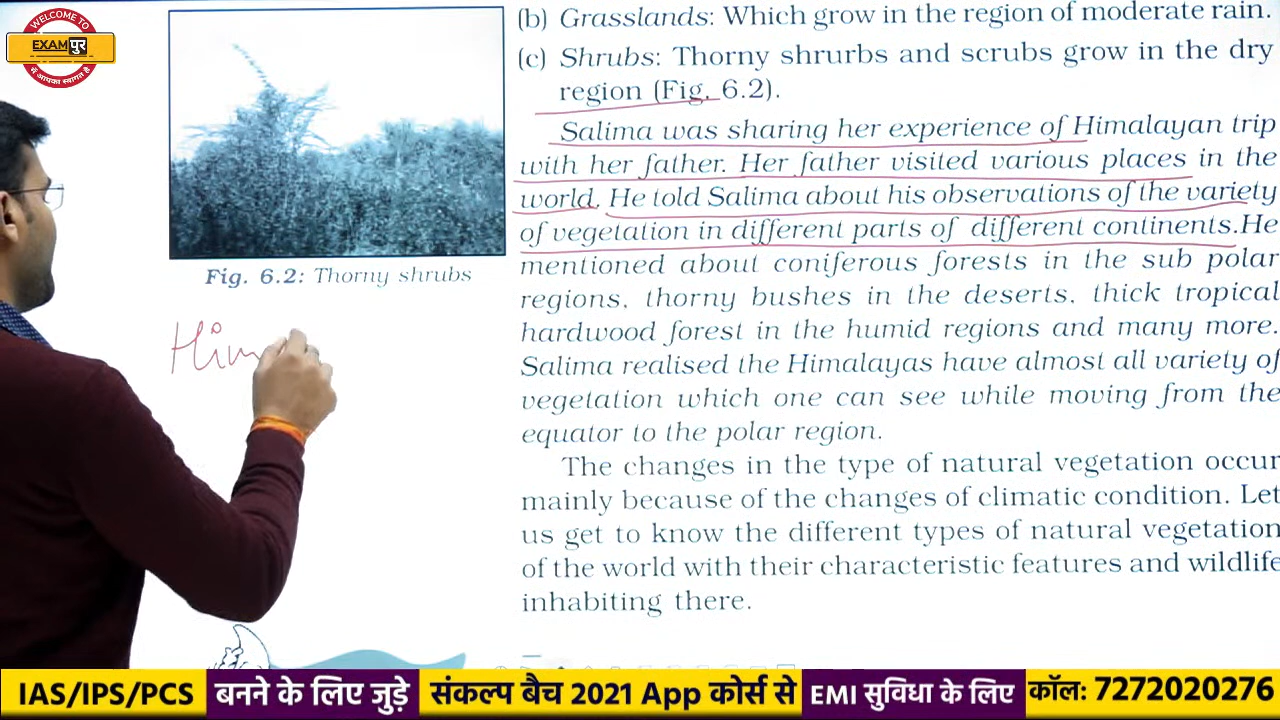 WELCOME TO
EXAMपुर
में आपका स्वागत है
(b) Grasslands: Which grow in the region of moderate rain.
(c) Shrubs: Thorny shrurbs and scrubs grow in the dry
region (Fig. 6.2).
Salima was sharing her experience of Himalayan trip
with her father. Her father visited various places in the
world. He told Salima about his observations of the variety
of vegetation in different parts of different continents.He
mentioned about coniferous forests in the sub polar
regions, thorny bushes in the deserts, thick tropical
hardwood forest in the humid regions and many more.
Salima realised the Himalayas have almost all variety of
vegetation which one can see while moving from the
equator to the polar region.
The changes in the type of natural vegetation occur
mainly because of the changes of climatic condition. Let
us get to know the different types of natural vegetation
of the world with their characteristic features and wildlife
inhabiting there.
Fig. 6.2: Thorny shrubs
Him
IAS/IPS/PCS बनने के लिए जुड़े संकल्प बैच 2021 App कोर्स से EMI सुविधा के लिए कॉल: 7272020276